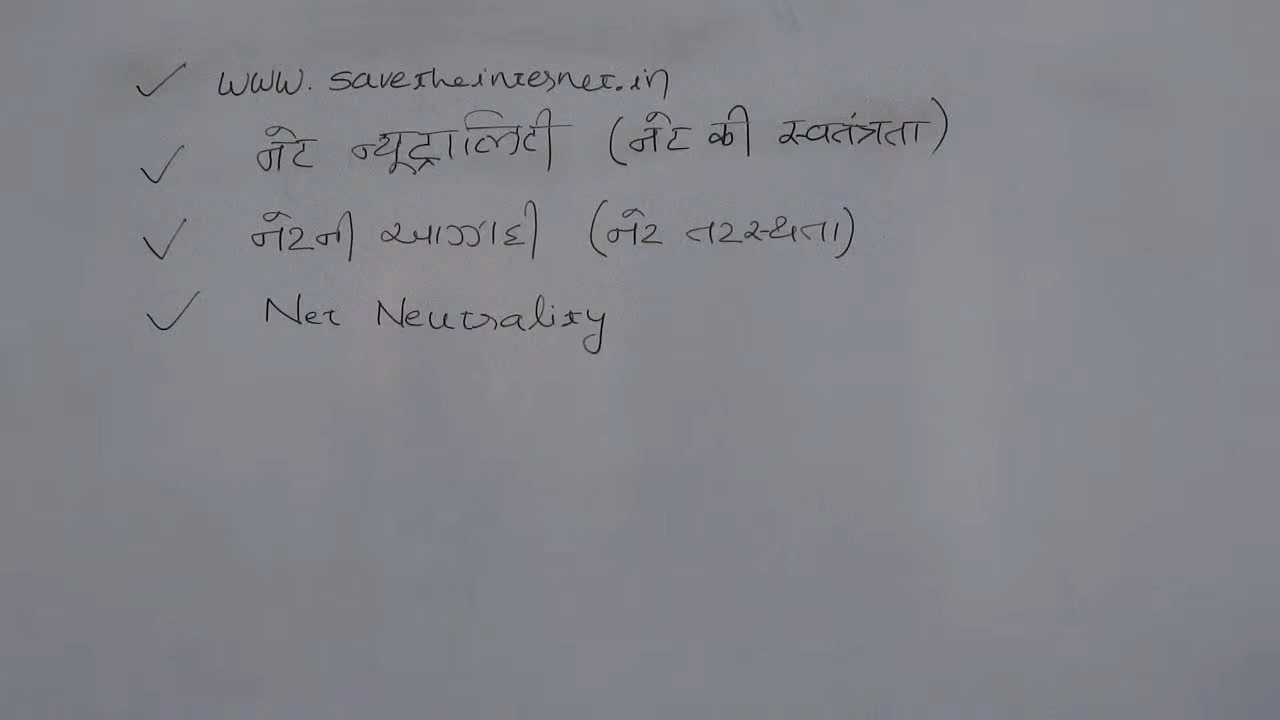 ✓ www.savetheinternet.in
✓ नेट न्यूट्रालिटी (नेट की स्वतंत्रता)
✓ નેટની આઝાદી (નેટ તટસ્થતા)
✓ Net Neutrality